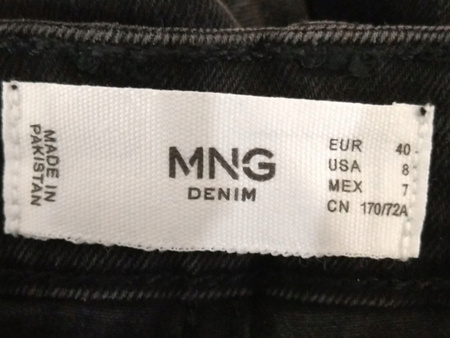 MADE IN
PAKISTAN
MNG
DENIM
EUR 40
USA 8
MEX 7
CN 170/72A